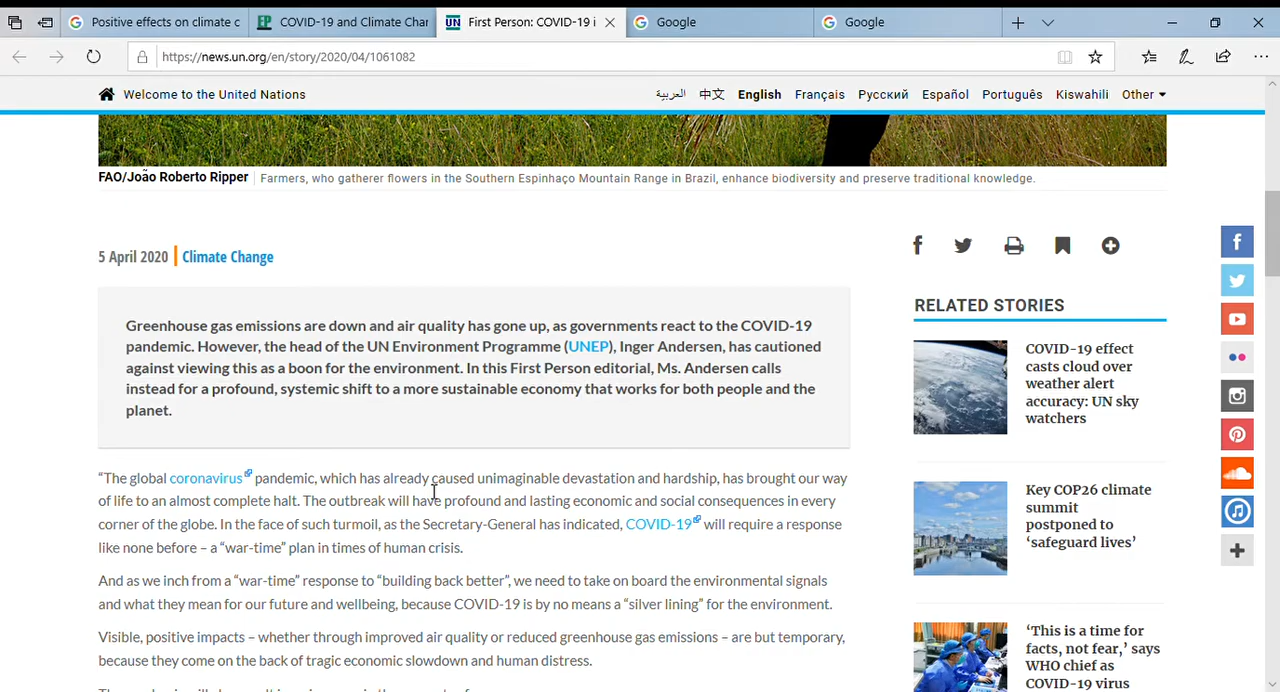 Positive effects on climate c
EP COVID-19 and Climate Chan
UN First Person: COVID-19 i
Google
Google
https://news.un.org/en/story/2020/04/1061082
Welcome to the United Nations
العربية 中文 English Français Русский Español Português Kiswahili Other
FAO/João Roberto Ripper Farmers, who gatherer flowers in the Southern Espinhaço Mountain Range in Brazil, enhance biodiversity and preserve traditional knowledge.
5 April 2020 Climate Change
Greenhouse gas emissions are down and air quality has gone up, as governments react to the COVID-19
pandemic. However, the head of the UN Environment Programme (UNEP), Inger Andersen, has cautioned
against viewing this as a boon for the environment. In this First Person editorial, Ms. Andersen calls
instead for a profound, systemic shift to a more sustainable economy that works for both people and the
planet.
“The global coronavirus pandemic, which has already caused unimaginable devastation and hardship, has brought our way
of life to an almost complete halt. The outbreak will have profound and lasting economic and social consequences in every
corner of the globe. In the face of such turmoil, as the Secretary-General has indicated, COVID-19 will require a response
like none before – a “war-time” plan in times of human crisis.
And as we inch from a “war-time” response to “building back better”, we need to take on board the environmental signals
and what they mean for our future and wellbeing, because COVID-19 is by no means a “silver lining” for the environment.
Visible, positive impacts – whether through improved air quality or reduced greenhouse gas emissions – are but temporary,
because they come on the back of tragic economic slowdown and human distress.
RELATED STORIES
COVID-19 effect
casts cloud over
weather alert
accuracy: UN sky
watchers
Key COP26 climate
summit
postponed to
‘safeguard lives’
‘This is a time for
facts, not fear,’ says
WHO chief as
COVID-19 virus